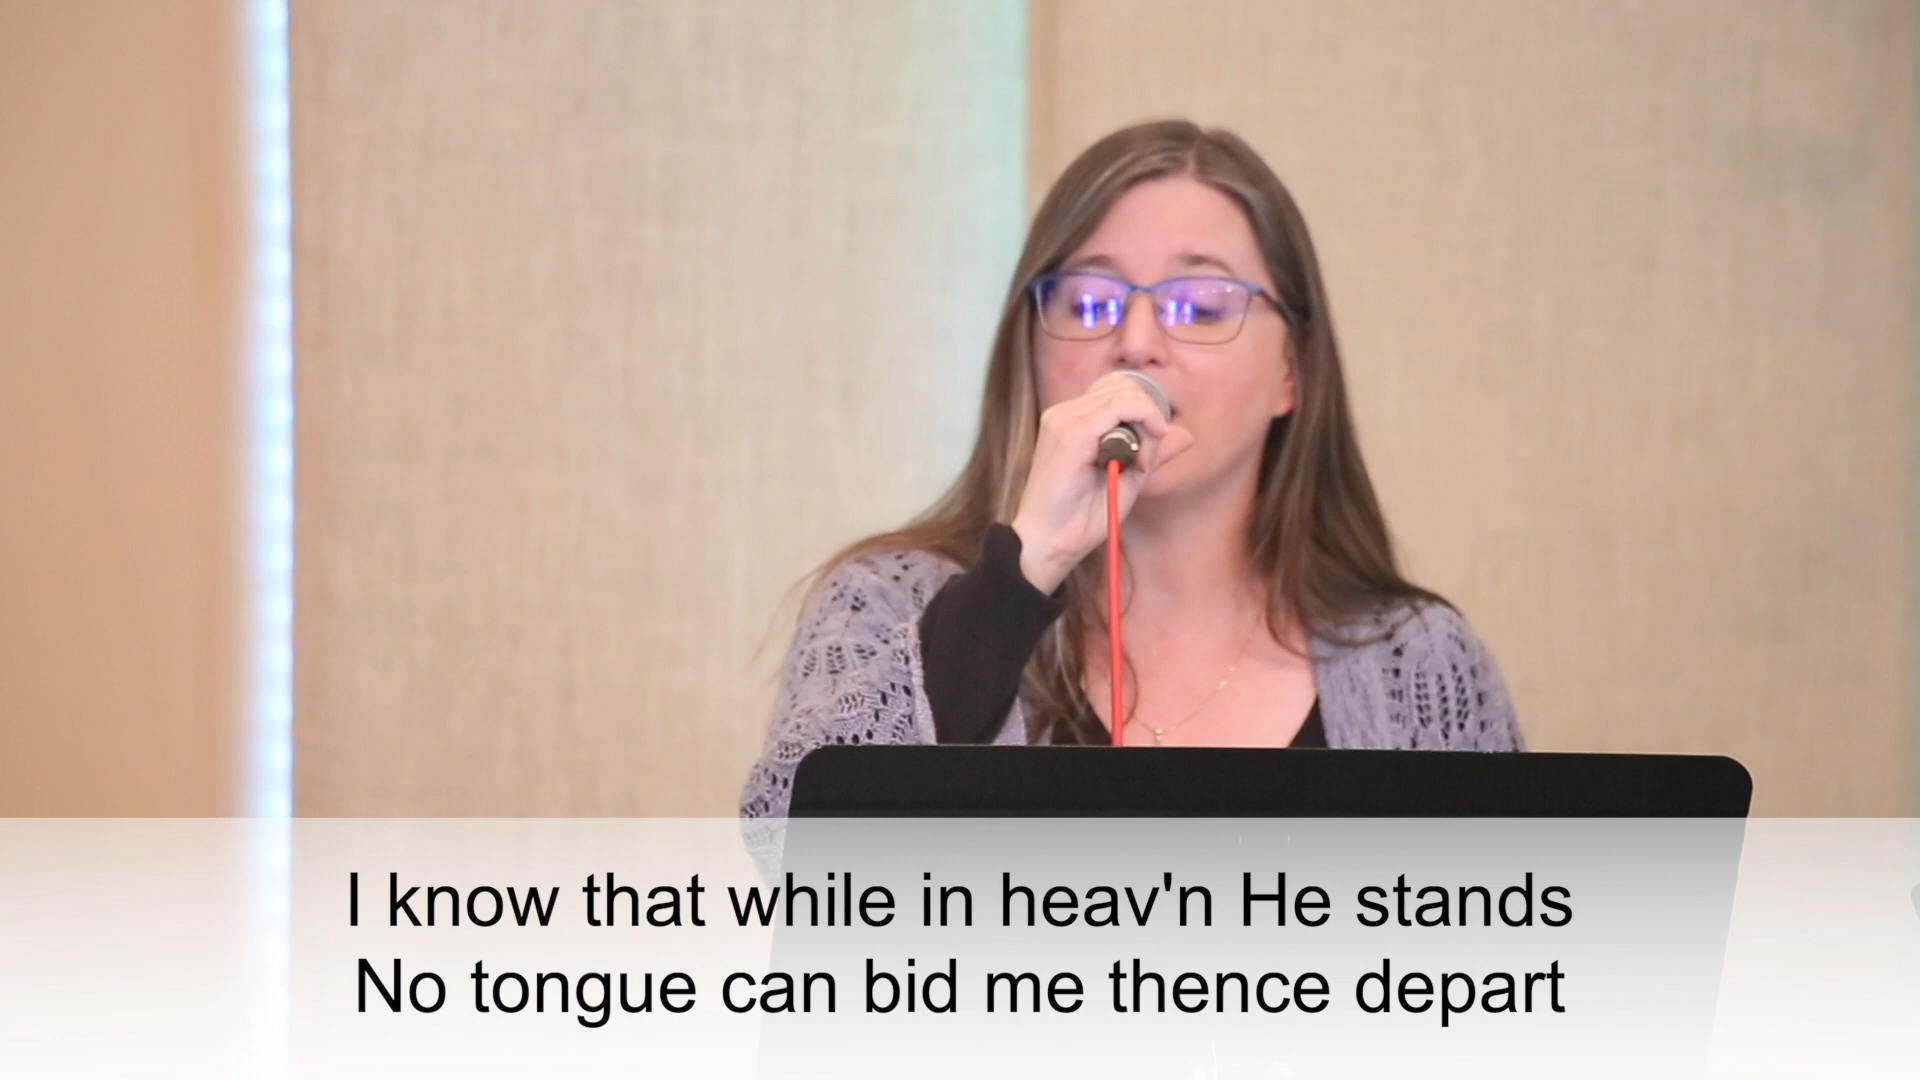 I know that while in heav'n He stands
No tongue can bid me thence depart